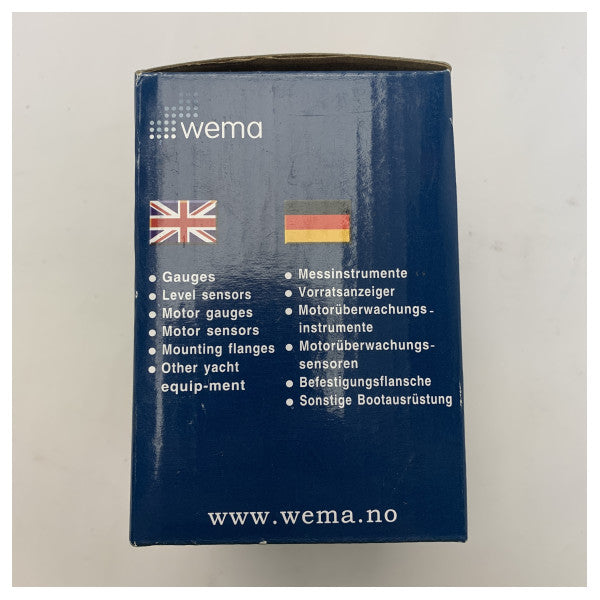 wema
• Gauges
• Level sensors
• Motor gauges
• Motor sensors
• Mounting flanges
• Other yacht
equip-ment
• Messinstrumente
• Vorratsanzeiger
• Motorüberwachungs-
instrumente
• Motorüberwachungs-
sensoren
• Befestigungsflansche
• Sonstige Bootausrüstung
www.wema.no